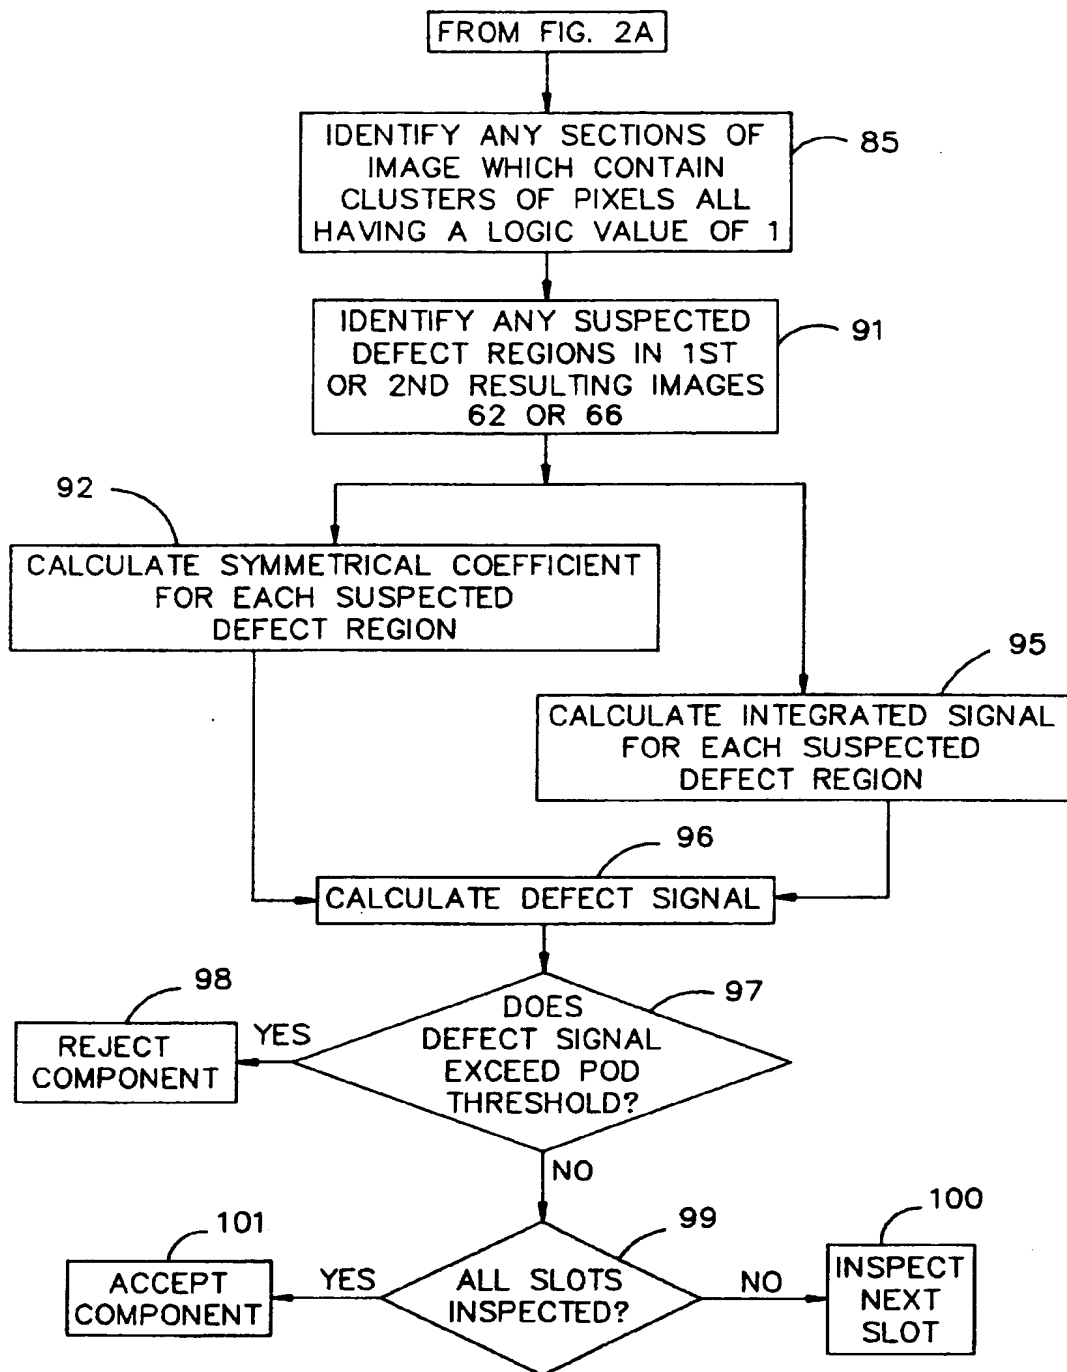 FROM FIG. 2A
IDENTIFY ANY SECTIONS OF
IMAGE WHICH CONTAIN
CLUSTERS OF PIXELS ALL
HAVING A LOGIC VALUE OF 1
85
IDENTIFY ANY SUSPECTED
DEFECT REGIONS IN 1ST
OR 2ND RESULTING IMAGES
62 OR 66
91
92
CALCULATE SYMMETRICAL COEFFICIENT
FOR EACH SUSPECTED
DEFECT REGION
95
CALCULATE INTEGRATED SIGNAL
FOR EACH SUSPECTED
DEFECT REGION
96
CALCULATE DEFECT SIGNAL
97
DOES
DEFECT SIGNAL
EXCEED POD
THRESHOLD?
98
YES
REJECT
COMPONENT
NO
99
ALL SLOTS
INSPECTED?
101
YES
ACCEPT
COMPONENT
NO
100
INSPECT
NEXT
SLOT